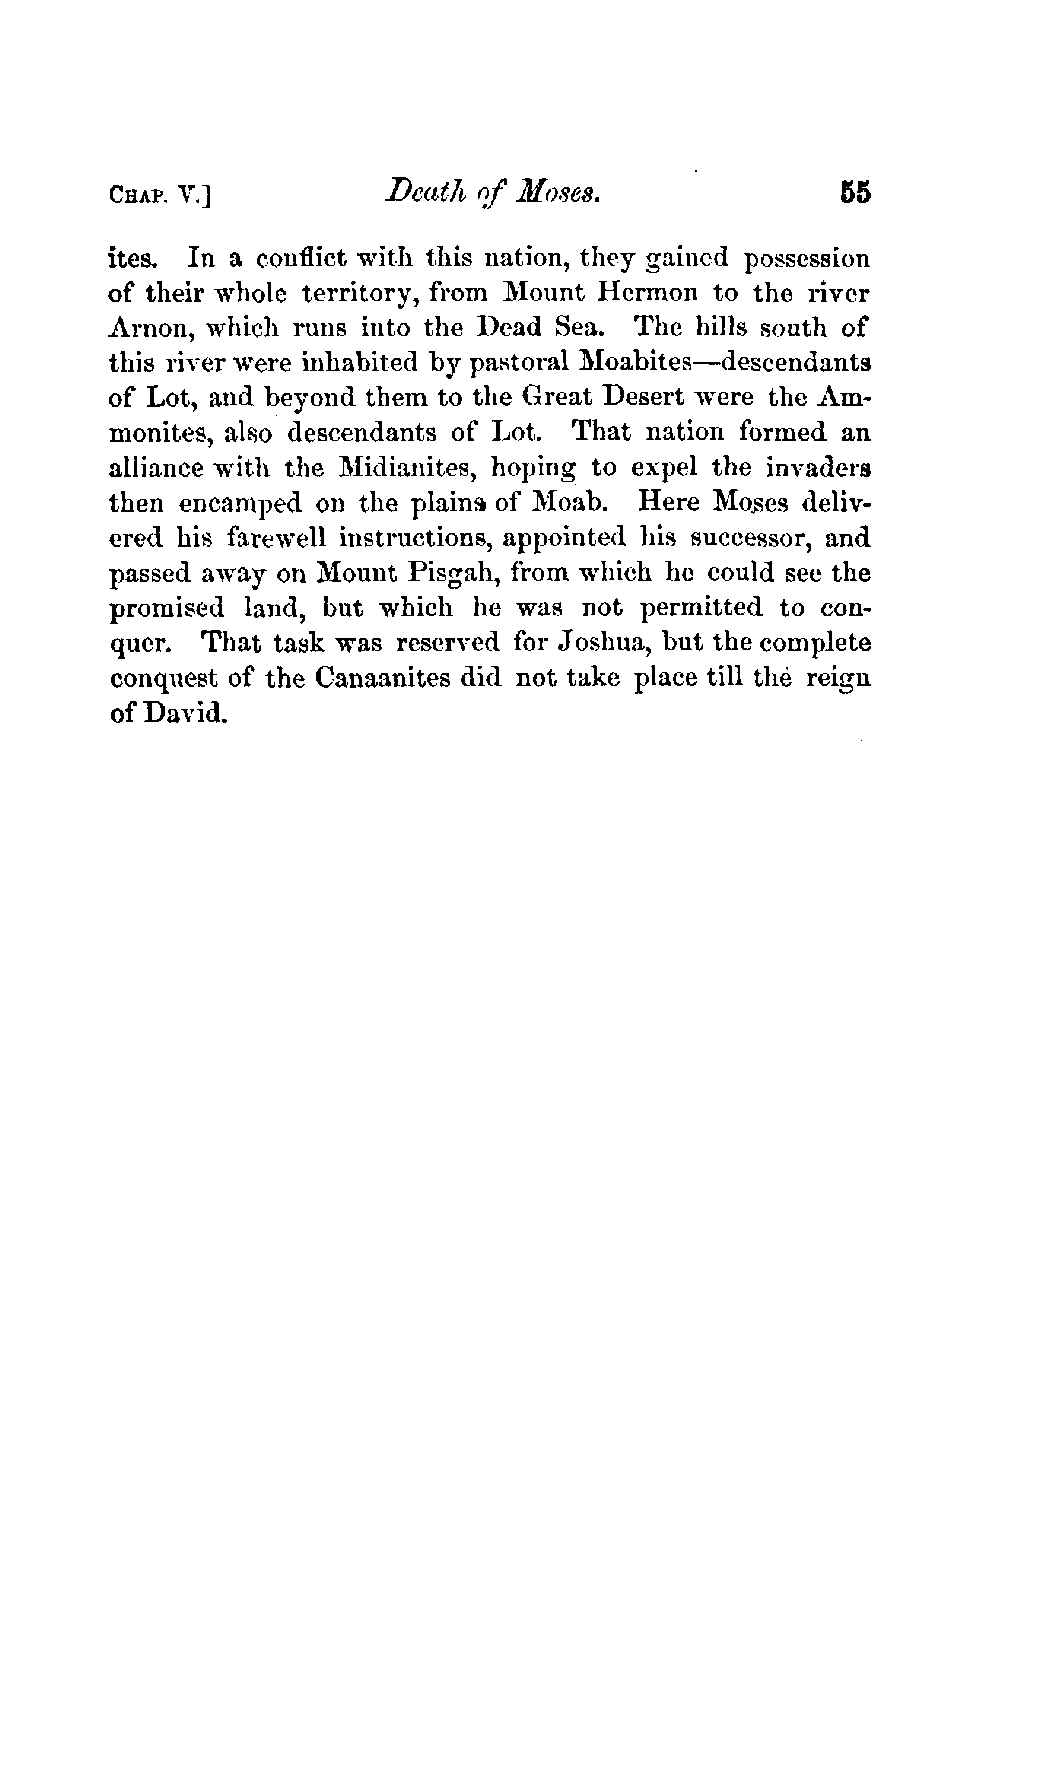 CHAP. V.] Death of Moses. 55
ites. In a conflict with this nation, they gained possession
of their whole territory, from Mount Hermon to the river
Arnon, which runs into the Dead Sea. The hills south of
this river were inhabited by pastoral Moabites—descendants
of Lot, and beyond them to the Great Desert were the Am-
monites, also descendants of Lot. That nation formed an
alliance with the Midianites, hoping to expel the invaders
then encamped on the plains of Moab. Here Moses deliv-
ered his farewell instructions, appointed his successor, and
passed away on Mount Pisgah, from which he could see the
promised land, but which he was not permitted to con-
quer. That task was reserved for Joshua, but the complete
conquest of the Canaanites did not take place till the reign
of David.